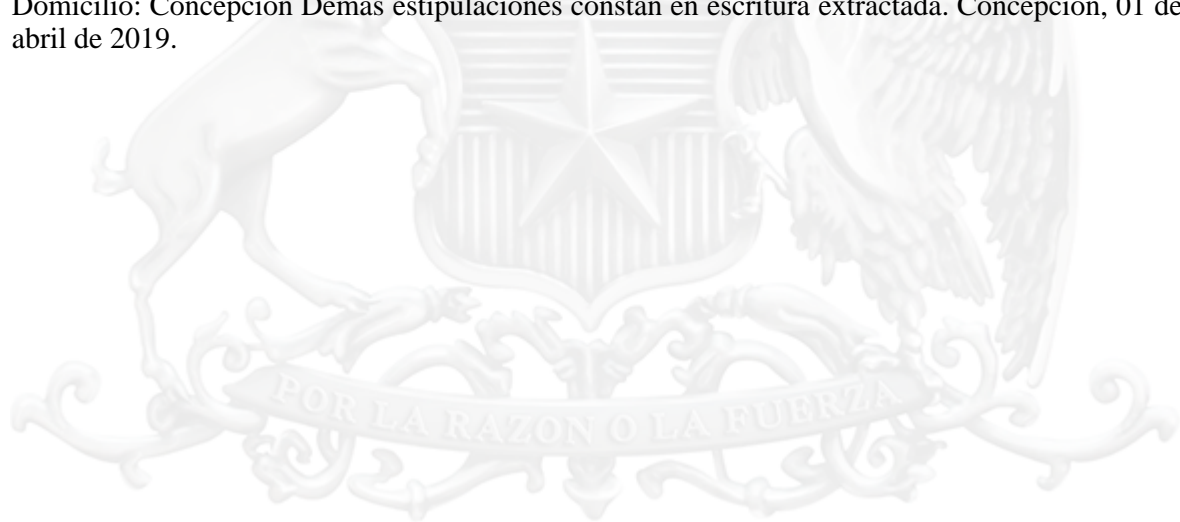 Domicilio: Concepción Demás estipulaciones constan en escritura extractada. Concepción, 01 de
abril de 2019.
POR LA RAZON O LA FUERZA